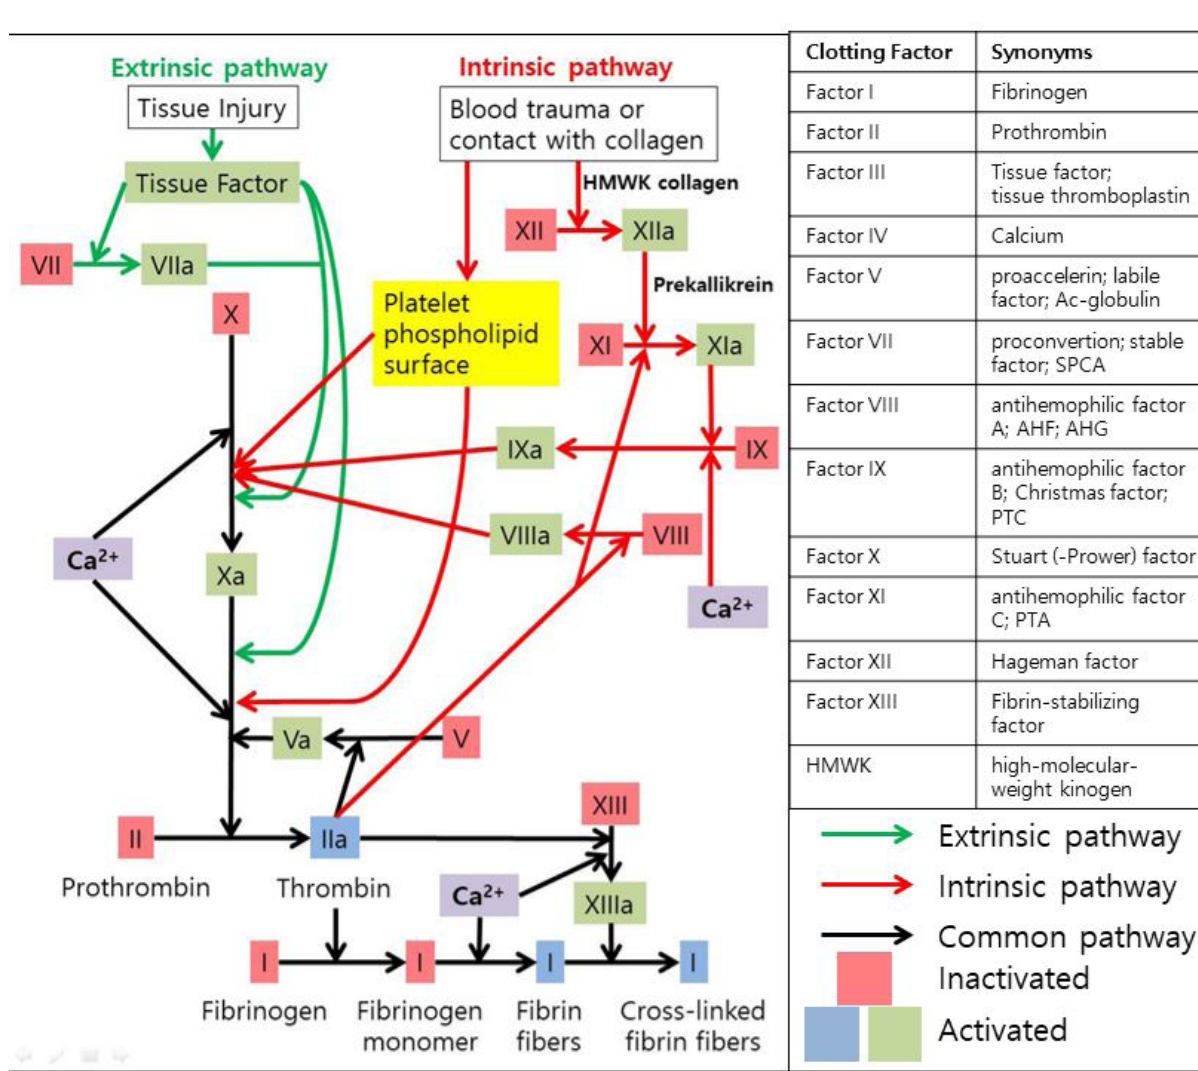 Extrinsic pathway
Tissue Injury
Tissue Factor
VII
VIIa
X
Intrinsic pathway
Blood trauma or
contact with collagen
HMWK collagen
XII
XIIa
Prekallikrein
Platelet
phospholipid
surface
XI
XIa
IXa
IX
VIIIa
VIII
Ca2+
Ca2+
Xa
Va
V
XIII
II
IIa
Prothrombin
Thrombin
Ca2+
XIIIa
I
I
I
I
Fibrinogen
Fibrinogen
monomer
Fibrin
fibers
Cross-linked
fibrin fibers
Clotting Factor
Synonyms
Factor I
Fibrinogen
Factor II
Prothrombin
Factor III
Tissue factor;
tissue thromboplastin
Factor IV
Calcium
Factor V
proaccelerin; labile
factor; Ac-globulin
Factor VII
proconvertion; stable
factor; SPCA
Factor VIII
antihemophilic factor
A; AHF; AHG
Factor IX
antihemophilic factor
B; Christmas factor;
PTC
Factor X
Stuart (-Prower) factor
Factor XI
antihemophilic factor
C; PTA
Factor XII
Hageman factor
Factor XIII
Fibrin-stabilizing
factor
HMWK
high-molecular-
weight kinogen
Extrinsic pathway
Intrinsic pathway
Common pathway
Inactivated
Activated